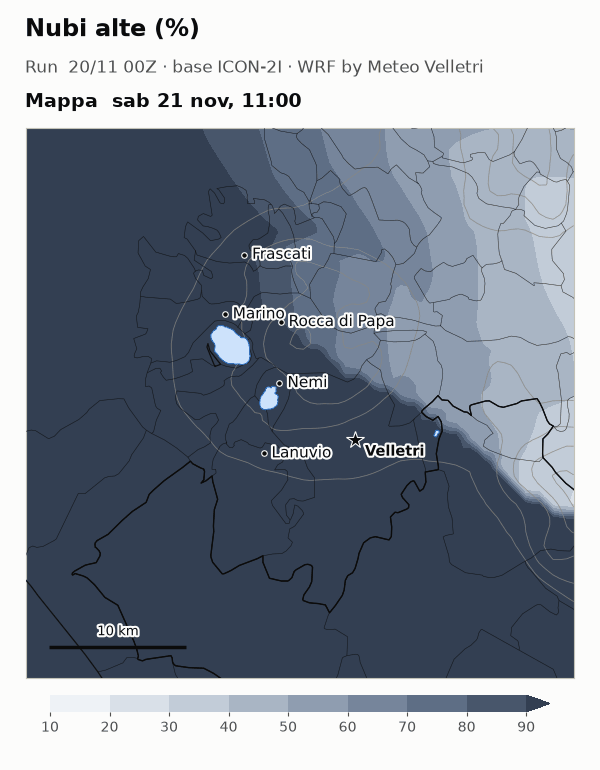 Nubi alte (%)
Run  20/11 00Z · base ICON-2I · WRF by Meteo Velletri
Mappa  sab 21 nov, 11:00
Frascati
Marino
Rocca di Papa
Nemi
Velletri
Lanuvio
10 km
10 20 30 40 50 60 70 80 90